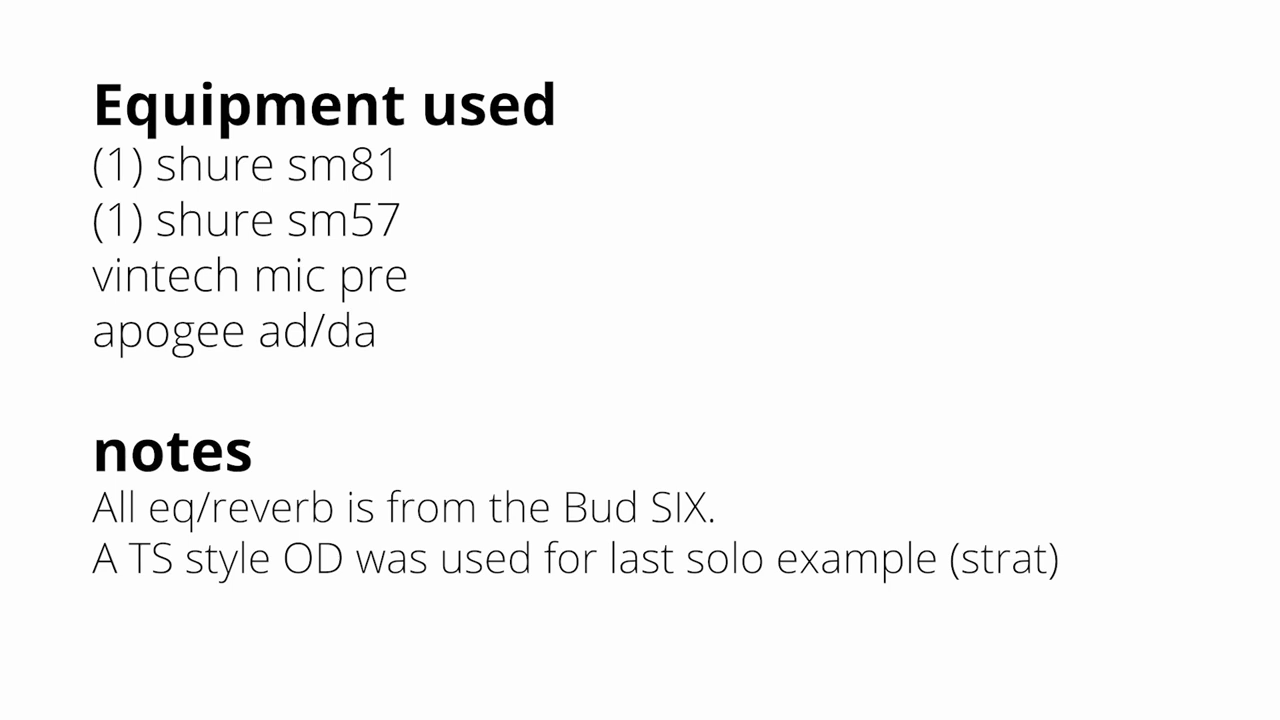 Equipment used
(1) shure sm81
(1) shure sm57
vintech mic pre
apogee ad/da
notes
All eq/reverb is from the Bud SIX.
A TS style OD was used for last solo example (strat)